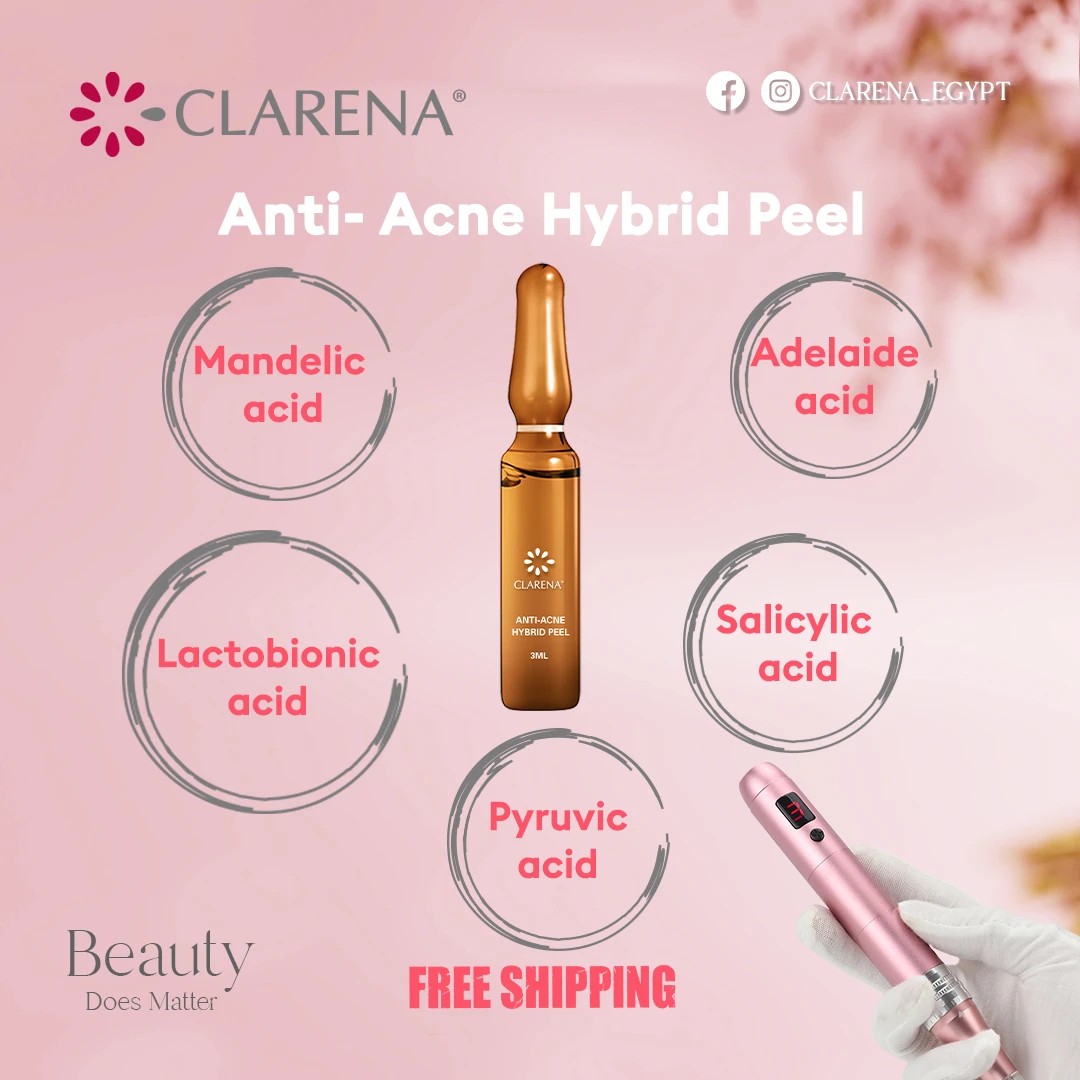 CLARENA®
CLARENA_EGYPT
Anti- Acne Hybrid Peel
Mandelic
acid
Adelaide
acid
Lactobionic
acid
Salicylic
acid
CLARENA®
ANTI-ACNE
HYBRID PEEL
3ML
Pyruvic
acid
Beauty
Does Matter
FREE SHIPPING